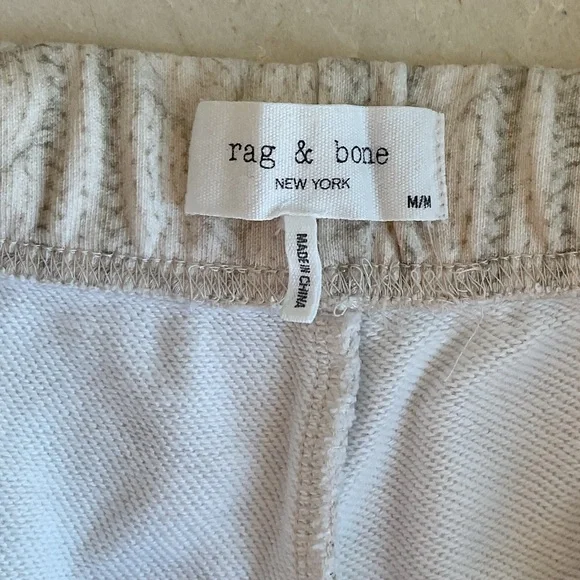 rag & bone
NEW YORK
M/M
MADE IN CHINA